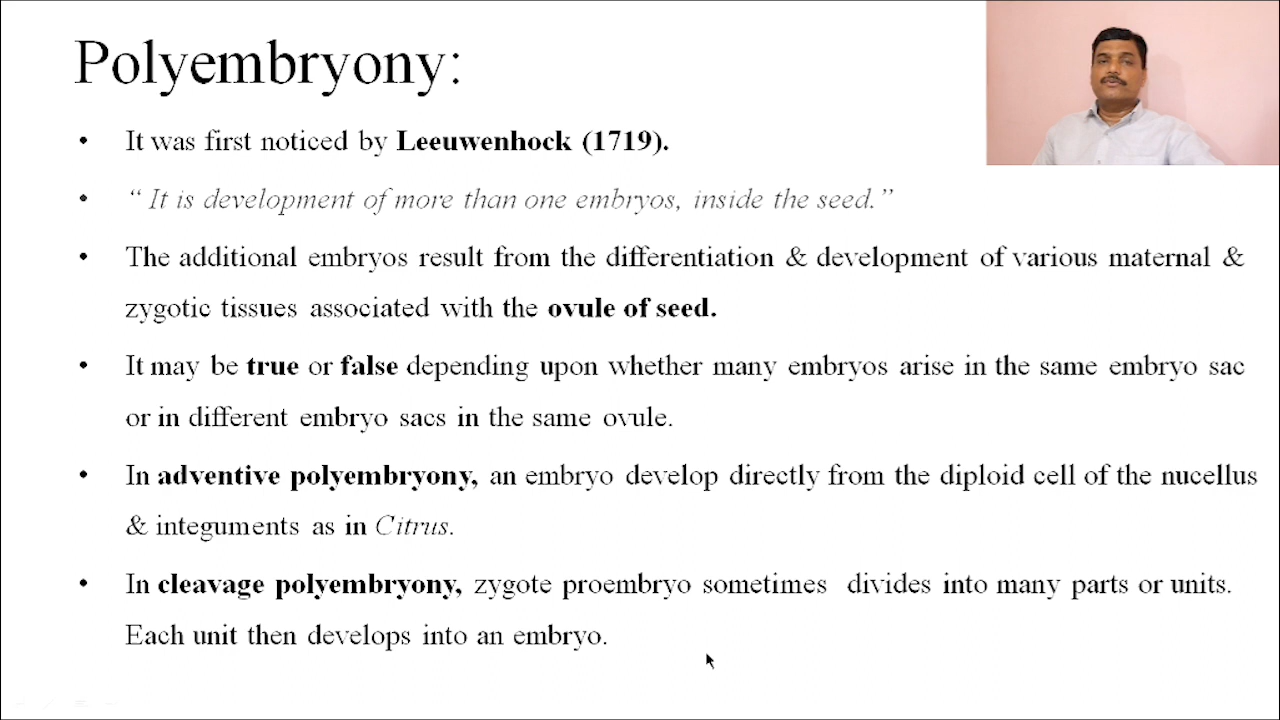 Polyembryony:
• It was first noticed by Leeuwenhock (1719).
• “ It is development of more than one embryos, inside the seed.”
• The additional embryos result from the differentiation & development of various maternal &
zygotic tissues associated with the ovule of seed.
• It may be true or false depending upon whether many embryos arise in the same embryo sac
or in different embryo sacs in the same ovule.
• In adventive polyembryony, an embryo develop directly from the diploid cell of the nucellus
& integuments as in Citrus.
• In cleavage polyembryony, zygote proembryo sometimes divides into many parts or units.
Each unit then develops into an embryo.